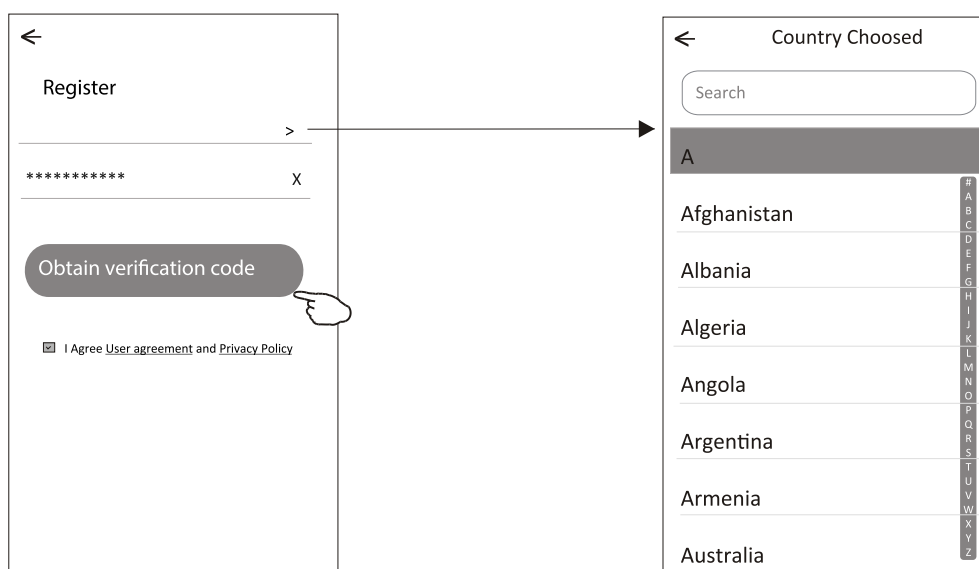 Register
>
*********** X
Obtain verification code
I Agree User agreement and Privacy Policy
Country Choosed
Search
A
Afghanistan
Albania
Algeria
Angola
Argentina
Armenia
Australia
#
A
B
C
D
E
F
G
H
I
J
K
L
M
N
O
P
Q
R
S
T
U
V
W
X
Y
Z